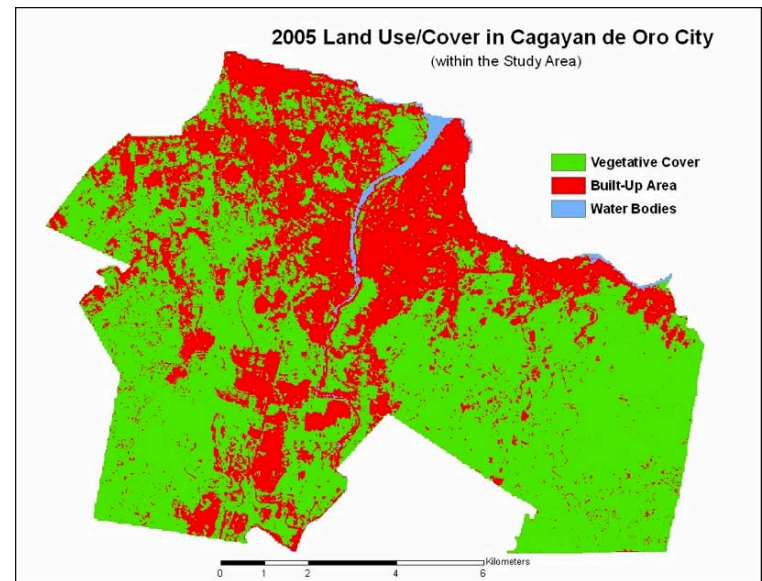 2005 Land Use/Cover in Cagayan de Oro City
(within the Study Area)
Vegetative Cover
Built-Up Area
Water Bodies
Kilometers
0 1 2 4 6